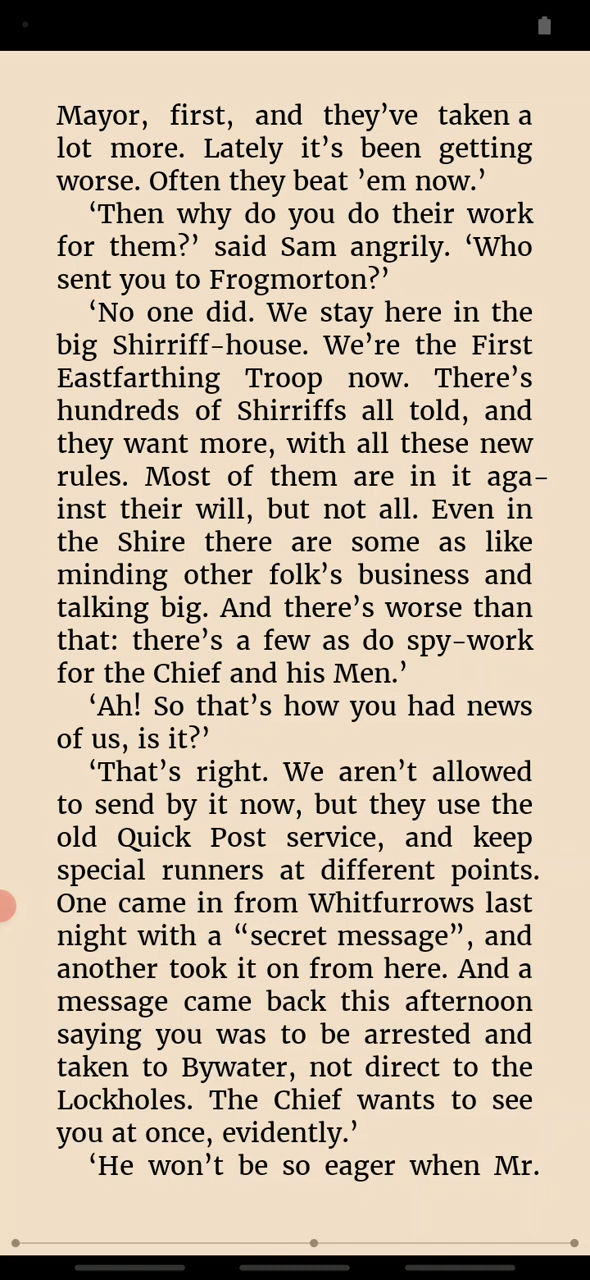 Mayor, first, and they’ve taken a
lot more. Lately it’s been getting
worse. Often they beat ’em now.’
‘Then why do you do their work
for them?’ said Sam angrily. ‘Who
sent you to Frogmorton?’
‘No one did. We stay here in the
big Shirriff-house. We’re the First
Eastfarthing Troop now. There’s
hundreds of Shirriffs all told, and
they want more, with all these new
rules. Most of them are in it aga-
inst their will, but not all. Even in
the Shire there are some as like
minding other folk’s business and
talking big. And there’s worse than
that: there’s a few as do spy-work
for the Chief and his Men.’
‘Ah! So that’s how you had news
of us, is it?’
‘That’s right. We aren’t allowed
to send by it now, but they use the
old Quick Post service, and keep
special runners at different points.
One came in from Whitfurrows last
night with a “secret message”, and
another took it on from here. And a
message came back this afternoon
saying you was to be arrested and
taken to Bywater, not direct to the
Lockholes. The Chief wants to see
you at once, evidently.’
‘He won’t be so eager when Mr.